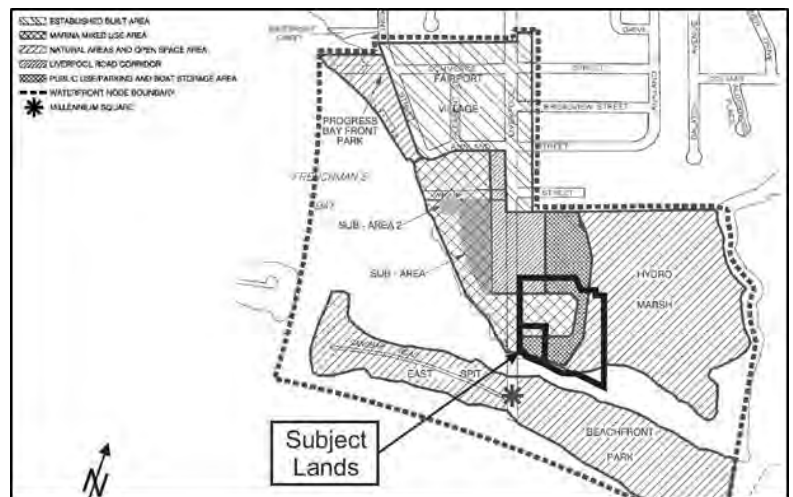 ESTABLISHED BUILT AREA
MARINA MIXED USE AREA
NATURAL AREAS AND OPEN SPACE AREA
LIVERPOOL ROAD CORRIDOR
PUBLIC USE/PARKING AND BOAT STORAGE AREA
WATERFRONT NODE BOUNDARY
MILLENNIUM SQUARE
STREET
FAIRPORT
VILLAGE
BROADVIEW STREET
PROGRESS
BAY FRONT
PARK
STREET
FRENCHMAN'S
BAY
STREET
SUB - AREA 2
SUB - AREA
HYDRO
MARSH
EAST SPIT
BEACHFRONT
PARK
Subject
Lands
N